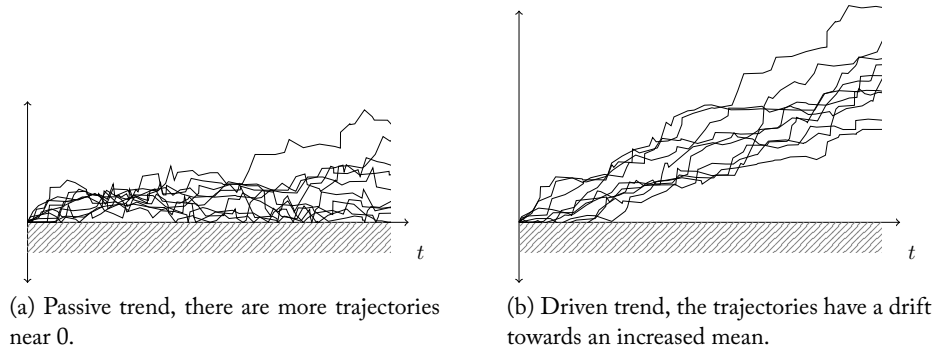 t
t
(a) Passive trend, there are more trajectories
near 0.
(b) Driven trend, the trajectories have a drift
towards an increased mean.